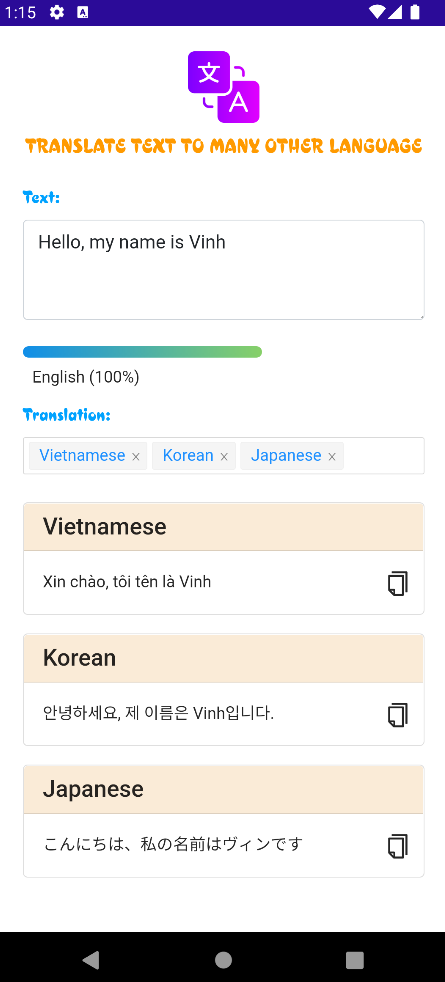 1:15
文
A
TRANSLATE TEXT TO MANY OTHER LANGUAGE
Text:
Hello, my name is Vinh
English (100%)
Translation:
Vietnamese × Korean × Japanese ×
Vietnamese
Xin chào, tôi tên là Vinh
Korean
안녕하세요, 제 이름은 Vinh입니다.
Japanese
こんにちは、私の名前はヴィンです